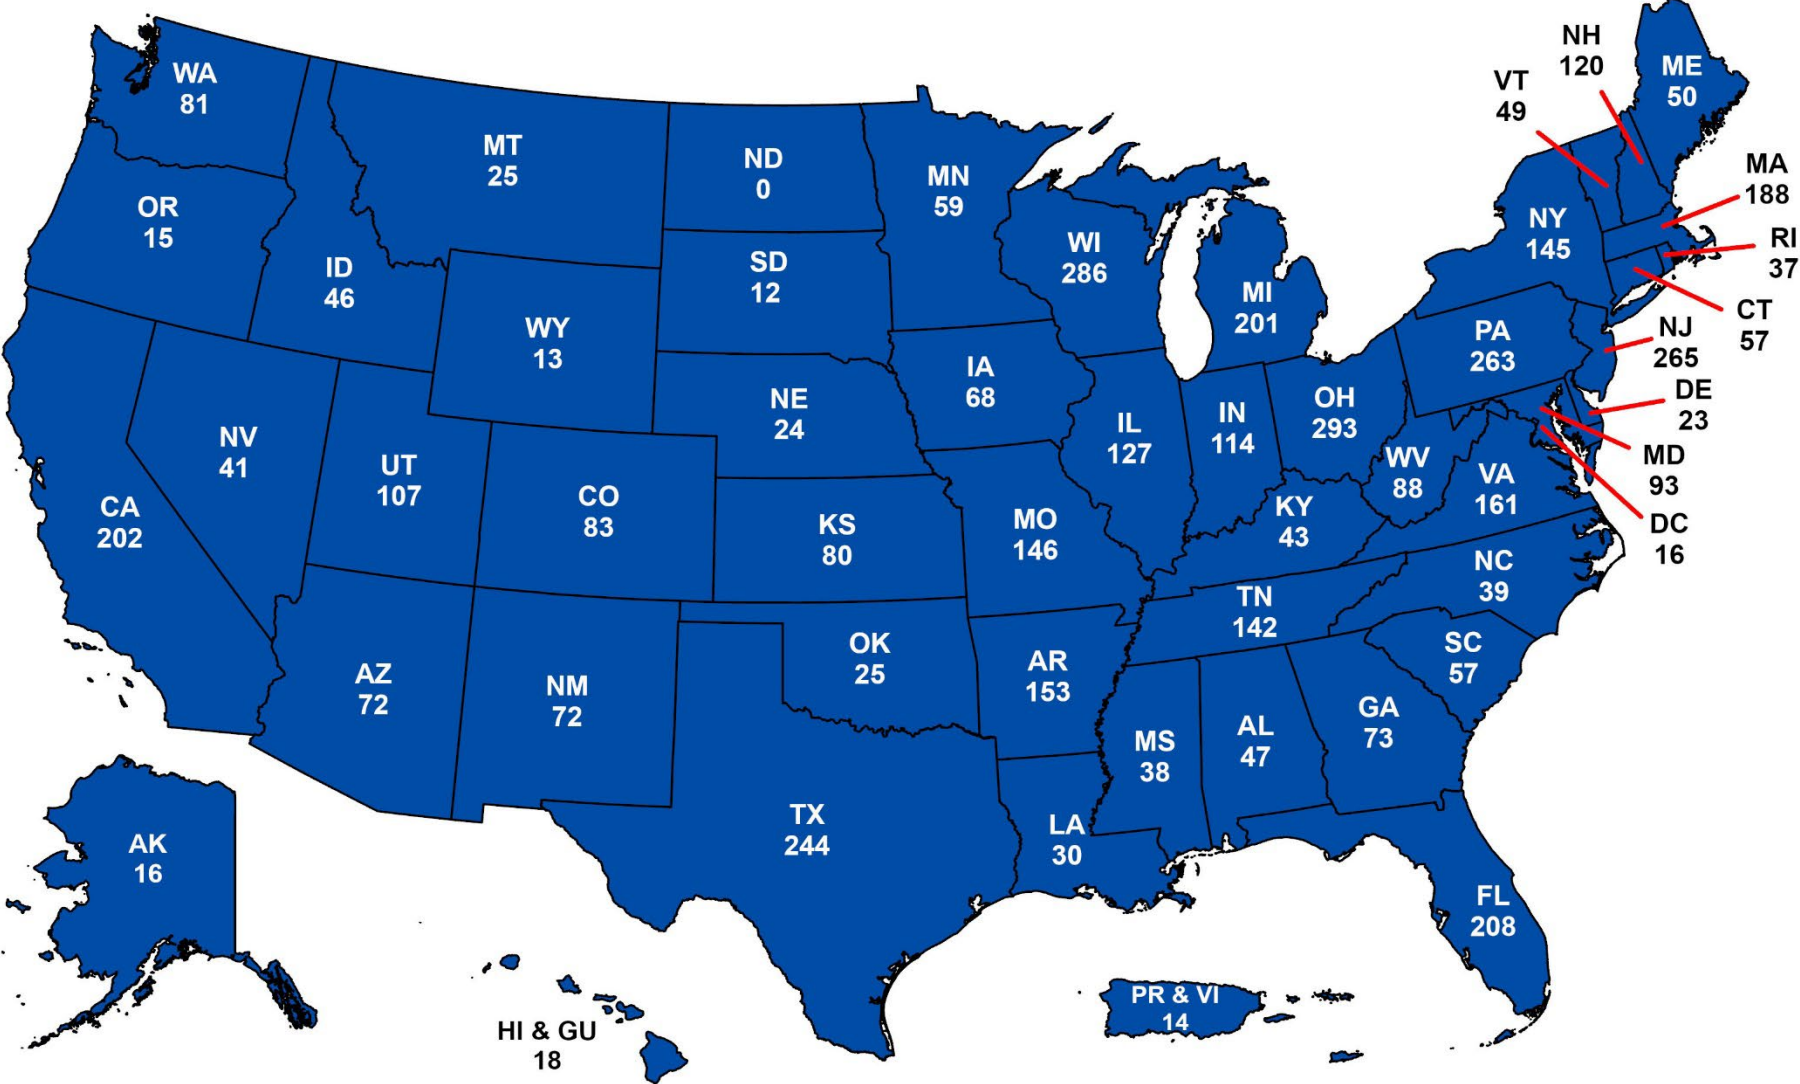 WA
81
MT
25
ND
0
MN
59
OR
15
ID
46
WY
13
SD
12
WI
286
MI
201
NH
120
VT
49
ME
50
MA
188
NY
145
RI
37
CT
57
PA
263
NJ
265
DE
23
MD
93
DC
16
NV
41
UT
107
CA
202
CO
83
NE
24
IA
68
KS
80
MO
146
IL
127
IN
114
OH
293
WV
88
VA
161
KY
43
NC
39
TN
142
SC
57
AZ
72
NM
72
OK
25
AR
153
MS
38
AL
47
GA
73
TX
244
LA
30
FL
208
AK
16
HI & GU
18
PR & VI
14